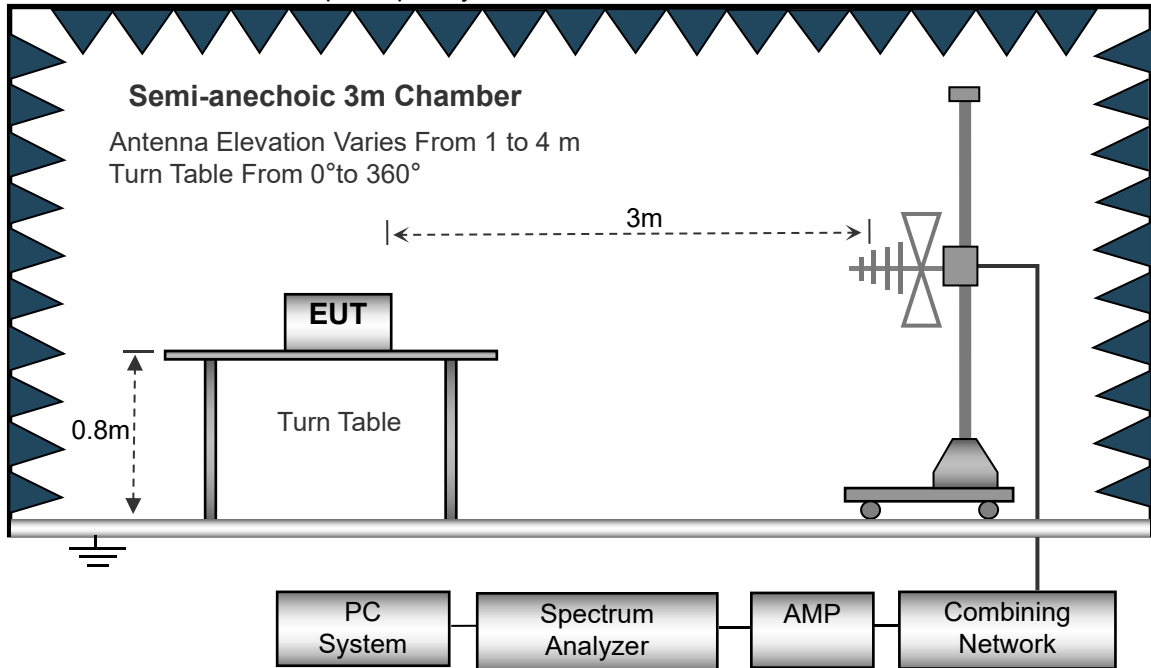 Semi-anechoic 3m Chamber
Antenna Elevation Varies From 1 to 4 m
Turn Table From 0°to 360°
3m
EUT
Turn Table
0.8m
PC
System
Spectrum
Analyzer
AMP
Combining
Network